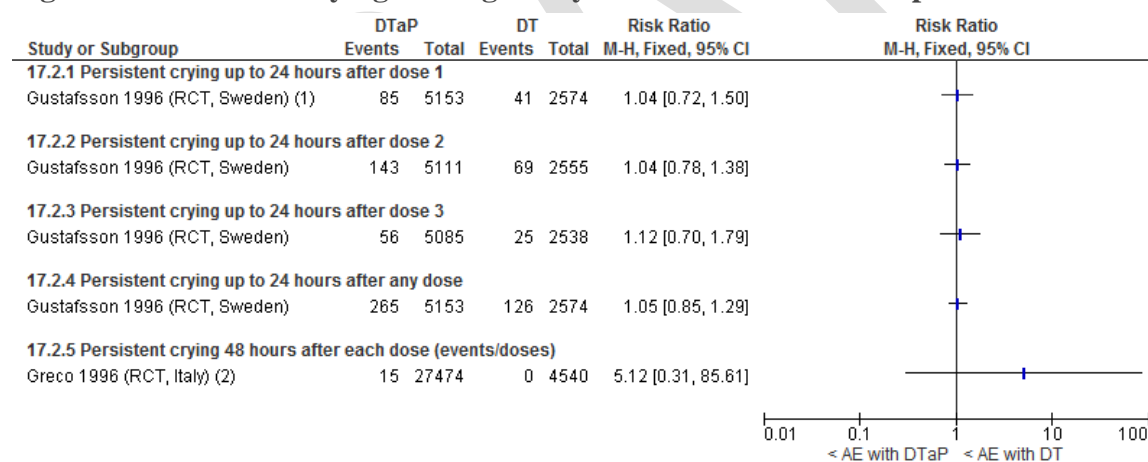 DTaP DT Risk Ratio Risk Ratio
Study or Subgroup Events Total Events Total M-H, Fixed, 95% CI M-H, Fixed, 95% CI
17.2.1 Persistent crying up to 24 hours after dose 1
Gustafsson 1996 (RCT, Sweden) (1) 85 5153 41 2574 1.04 [0.72, 1.50]
17.2.2 Persistent crying up to 24 hours after dose 2
Gustafsson 1996 (RCT, Sweden) 143 5111 69 2555 1.04 [0.78, 1.38]
17.2.3 Persistent crying up to 24 hours after dose 3
Gustafsson 1996 (RCT, Sweden) 56 5085 25 2538 1.12 [0.70, 1.79]
17.2.4 Persistent crying up to 24 hours after any dose
Gustafsson 1996 (RCT, Sweden) 265 5153 126 2574 1.05 [0.85, 1.29]
17.2.5 Persistent crying 48 hours after each dose (events/doses)
Greco 1996 (RCT, Italy) (2) 15 27474 0 4540 5.12 [0.31, 85.61]
0.01 0.1 1 10 100
< AE with DTaP < AE with DT